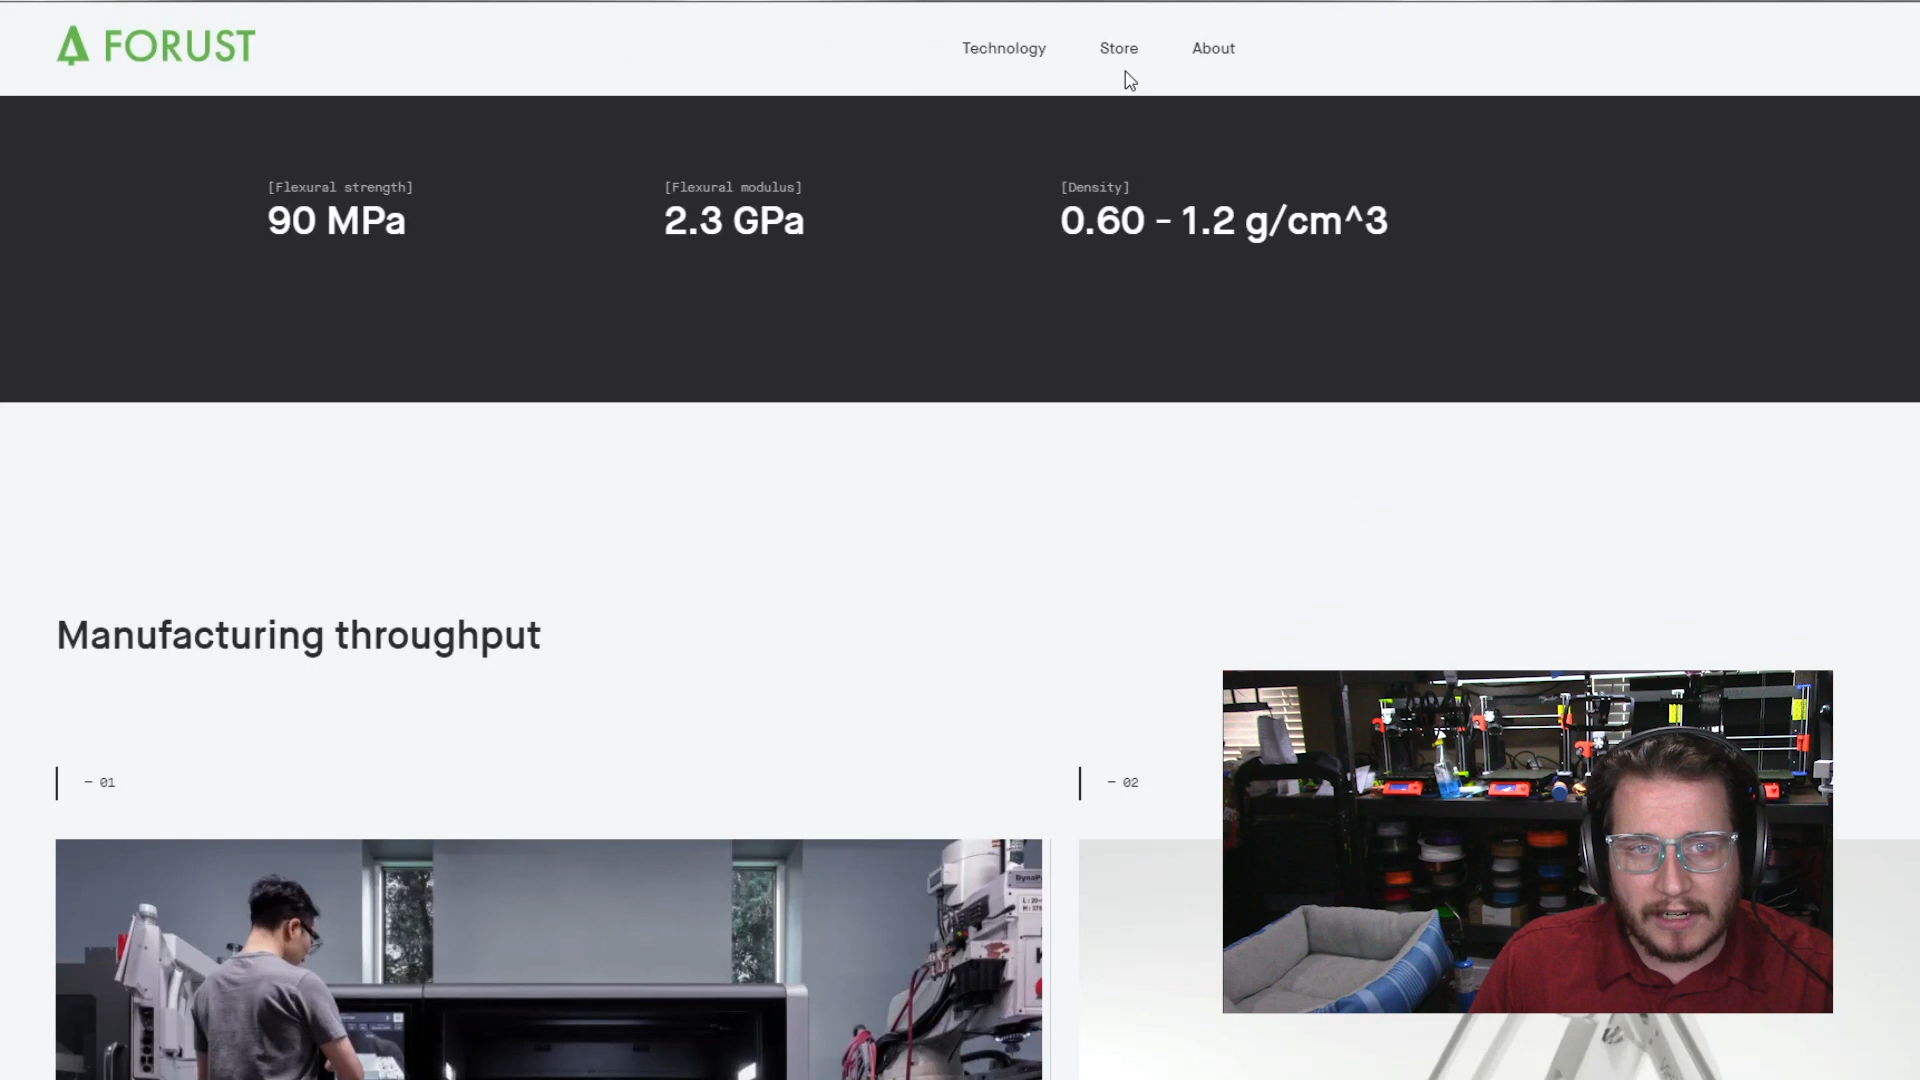 FORUST
Technology
Store
About
[Flexural strength]
90 MPa
[Flexural modulus]
2.3 GPa
[Density]
0.60 - 1.2 g/cm^3
Manufacturing throughput
– 01
– 02